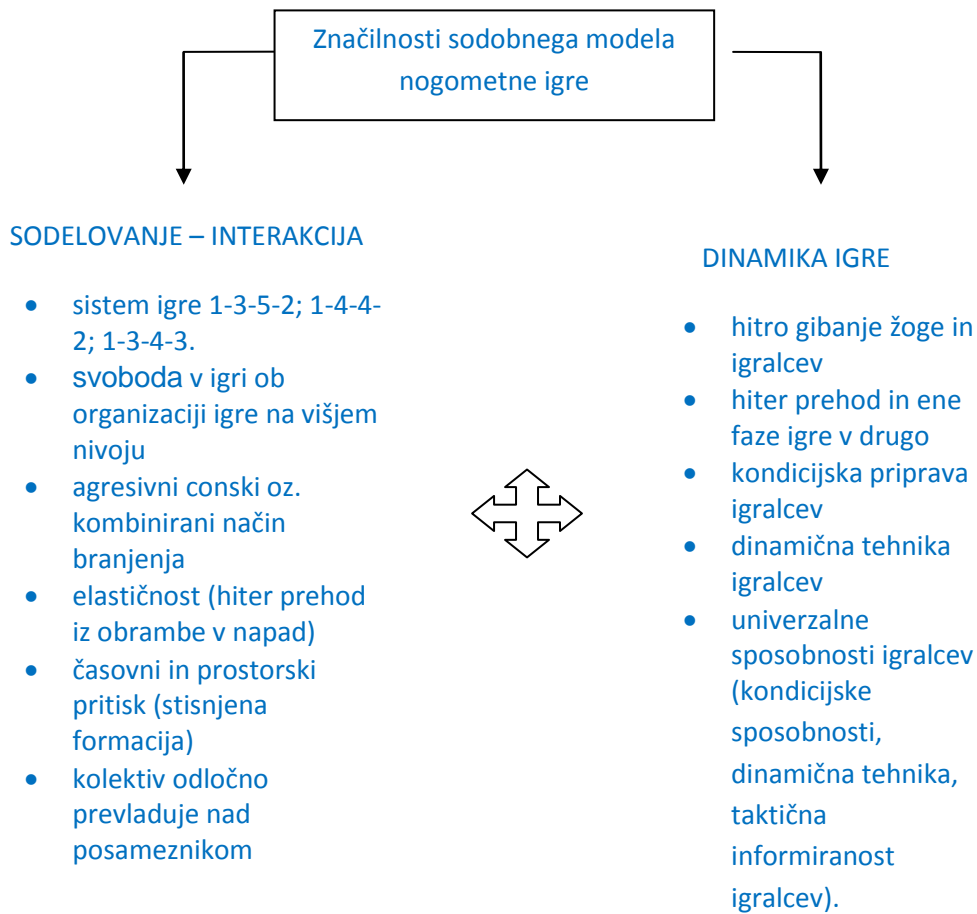 Značilnosti sodobnega modela
nogometne igre
SODELOVANJE – INTERAKCIJA
• sistem igre 1-3-5-2; 1-4-4-
2; 1-3-4-3.
• svoboda v igri ob
organizaciji igre na višjem
nivoju
• agresivni conski oz.
kombinirani način
branjenja
• elastičnost (hiter prehod
iz obrambe v napad)
• časovni in prostorski
pritisk (stisnjena
formacija)
• kolektiv odločno
prevladuje nad
posameznikom
DINAMIKA IGRE
• hitro gibanje žoge in
igralcev
• hiter prehod in ene
faze igre v drugo
• kondicijska priprava
igralcev
• dinamična tehnika
igralcev
• univerzalne
sposobnosti igralcev
(kondicijske
sposobnosti,
dinamična tehnika,
taktična
informiranost
igralcev).